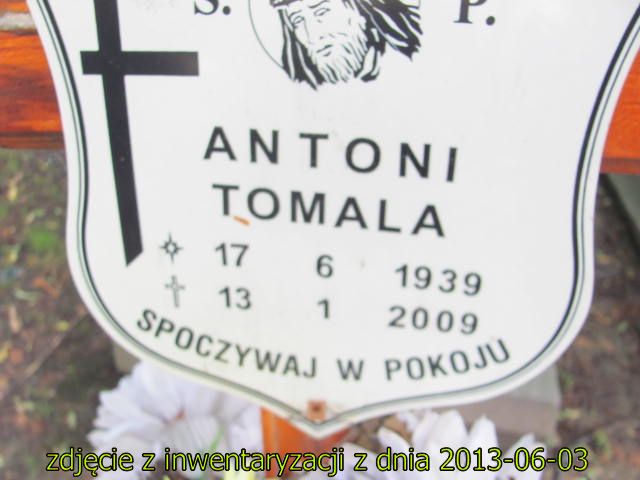 S. P.
ANTONI
TOMALA
17 6 1939
13 1 2009
SPOCZYWAJ W POKOJU
zdjęcie z inwentaryzacji z dnia 2013-06-03